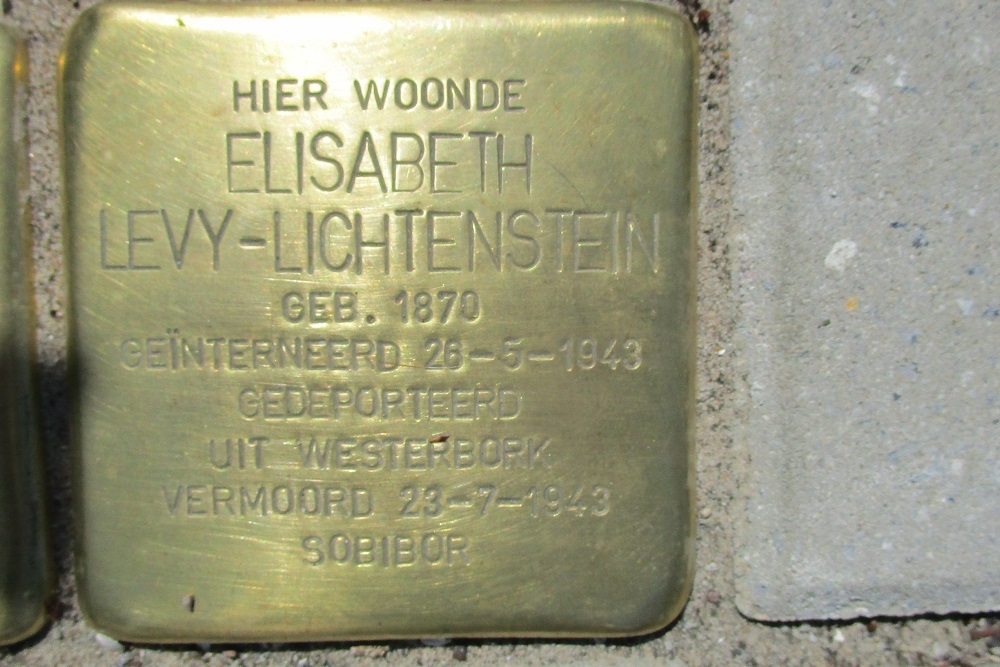 HIER WOONDE
ELISABETH
LEVY-LICHTENSTEIN
GEB. 1870
GEÏNTERNEERD 26-5-1943
GEDEPORTEERD
UIT WESTERBORK
VERMOORD 23-7-1943
SOBIBOR